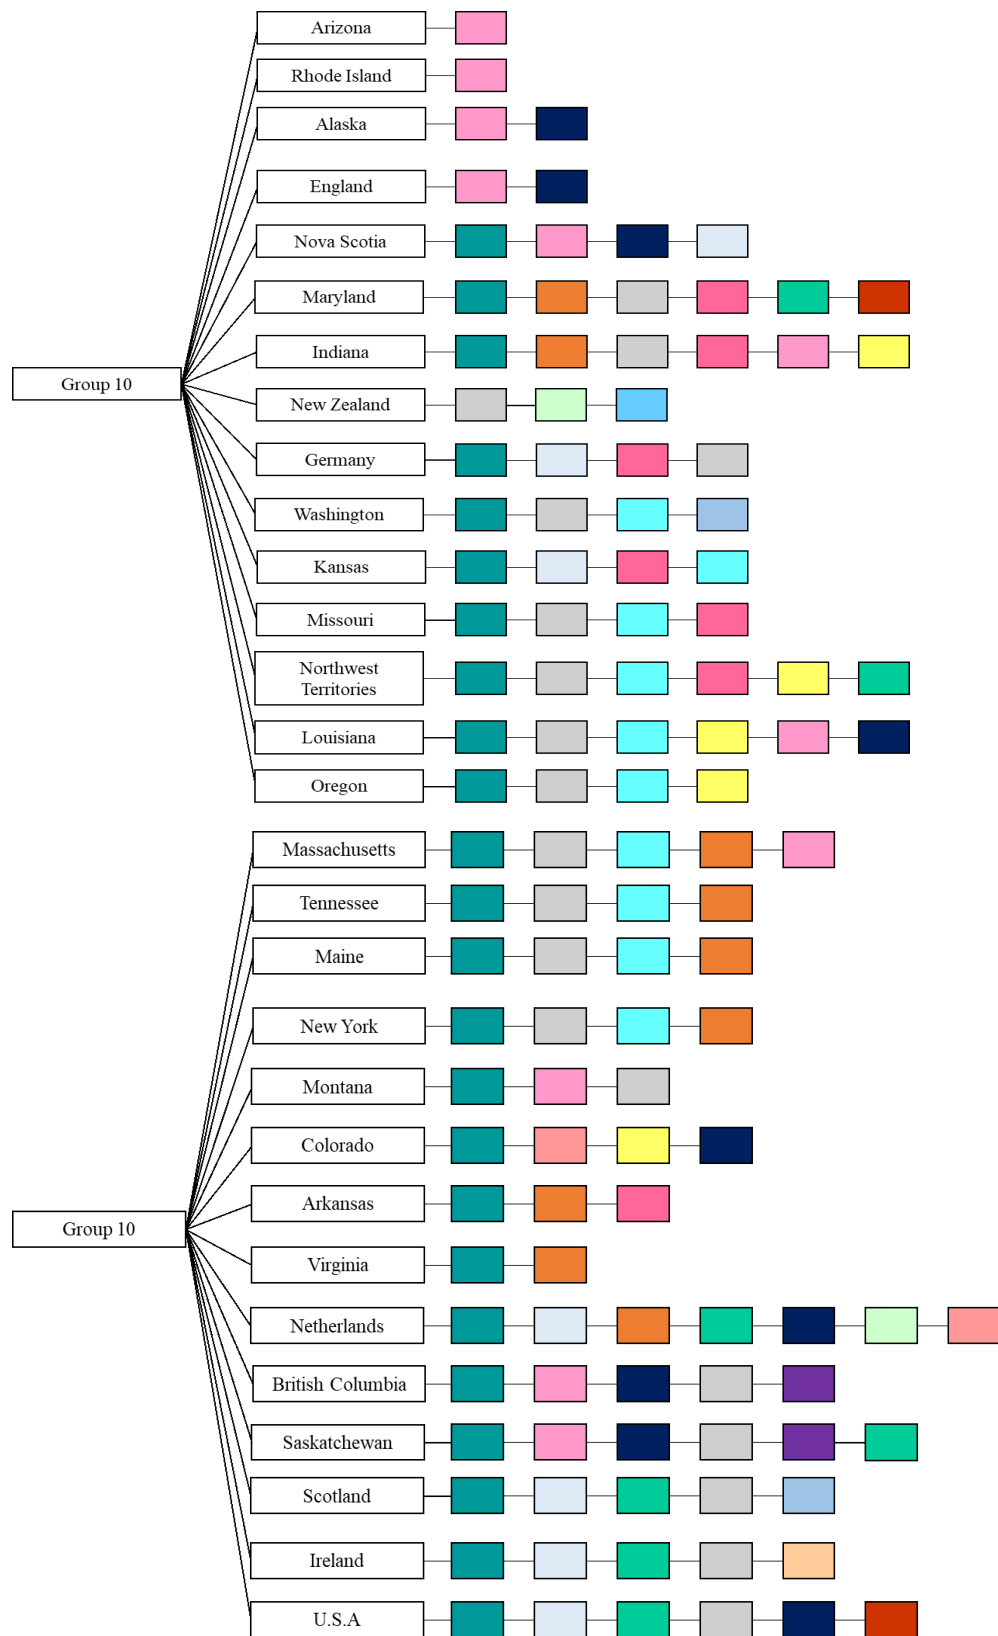 Arizona
Rhode Island
Alaska
England
Nova Scotia
Maryland
Indiana
Group 10
New Zealand
Germany
Washington
Kansas
Missouri
Northwest
Territories
Louisiana
Oregon
Massachusetts
Tennessee
Maine
New York
Montana
Colorado
Arkansas
Group 10
Virginia
Netherlands
British Columbia
Saskatchewan
Scotland
Ireland
U.S.A